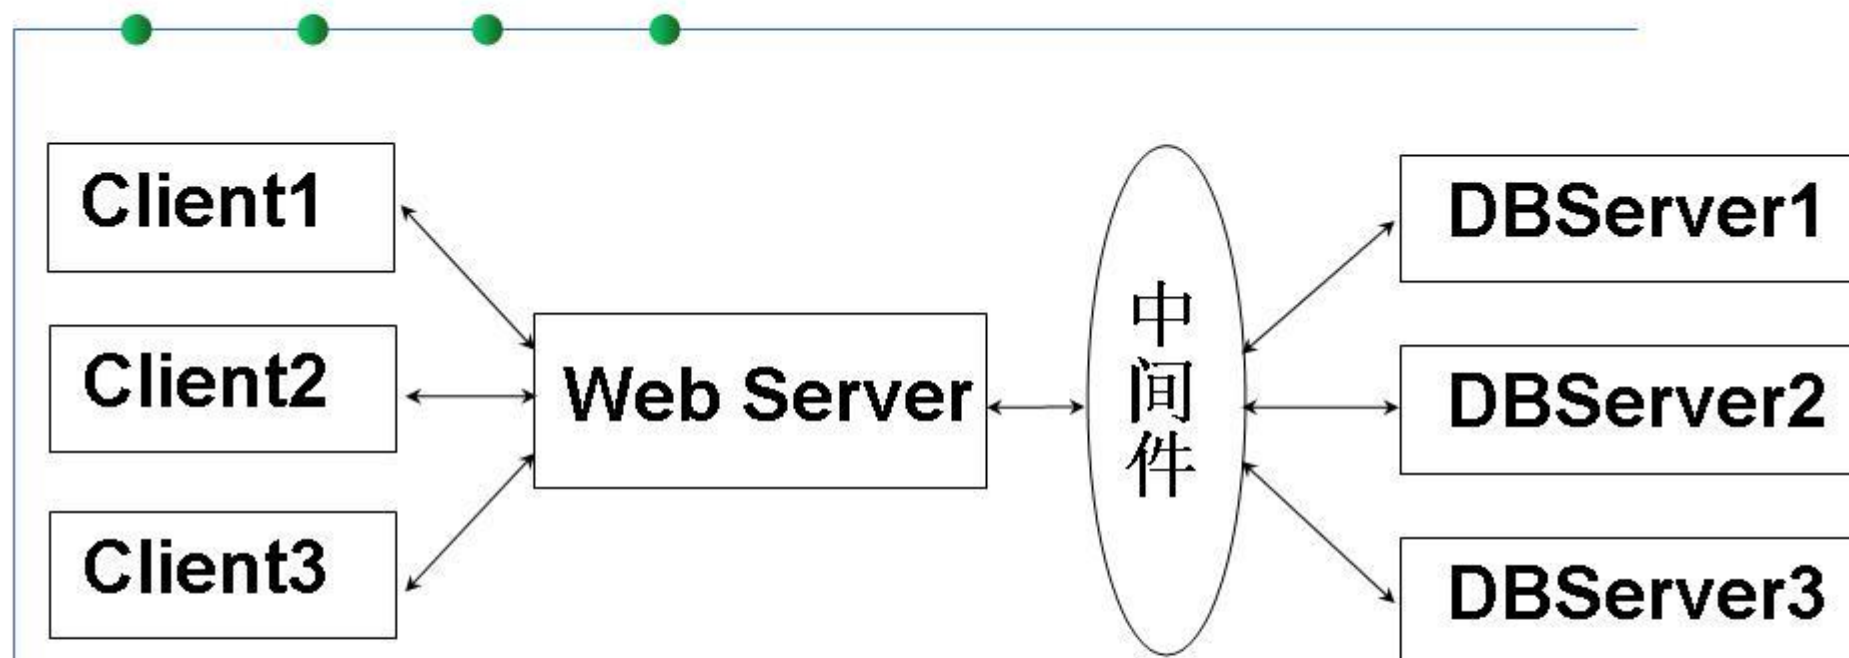 Client1
Client2
Client3
Web Server
中间件
DBServer1
DBServer2
DBServer3